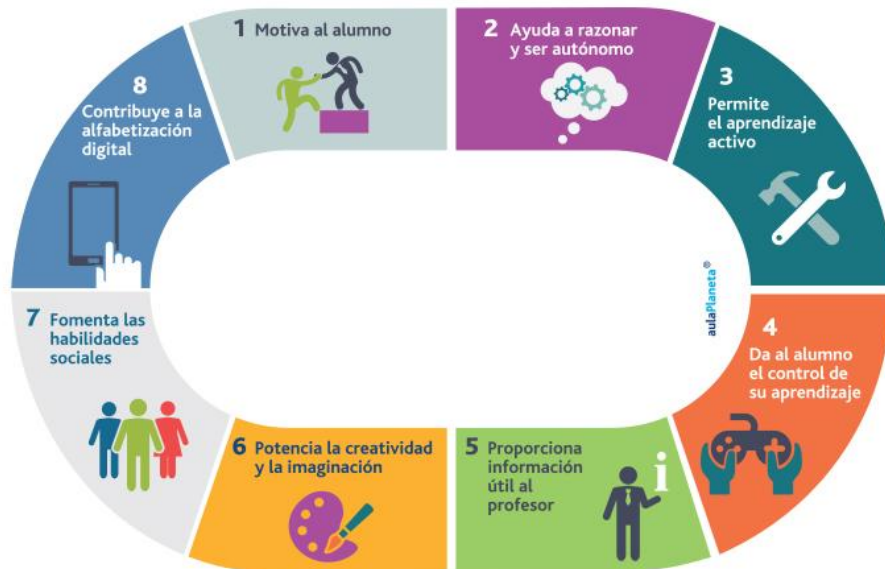 1 Motiva al alumno
2 Ayuda a razonar
y ser autónomo
3
Permite
el aprendizaje
activo
4
Da al alumno
el control de
su aprendizaje
5 Proporciona
información
útil al
profesor
i
6 Potencia la creatividad
y la imaginación
7 Fomenta las
habilidades
sociales
8
Contribuye a la
alfabetización
digital
aulaPlaneta®